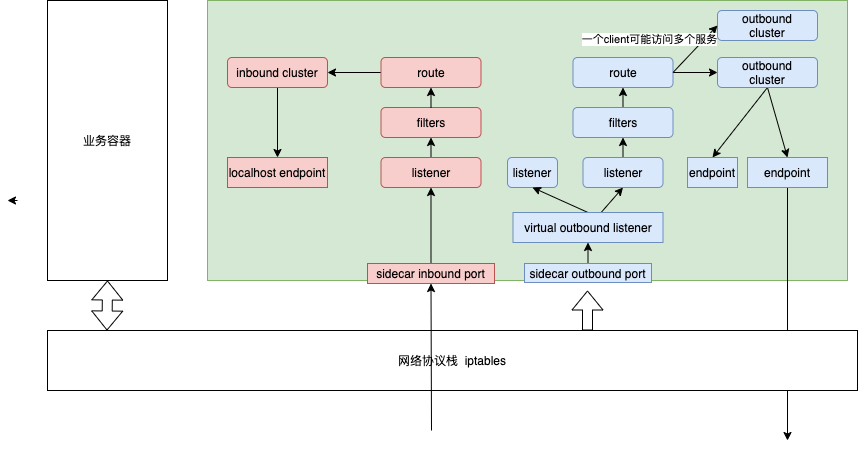 业务容器
outbound
cluster
一个client可能访问多个服务
inbound cluster
route
route
outbound
cluster
filters
filters
localhost endpoint
listener
listener
listener
endpoint
endpoint
virtual outbound listener
sidecar inbound port
sidecar outbound port
网络协议栈 iptables